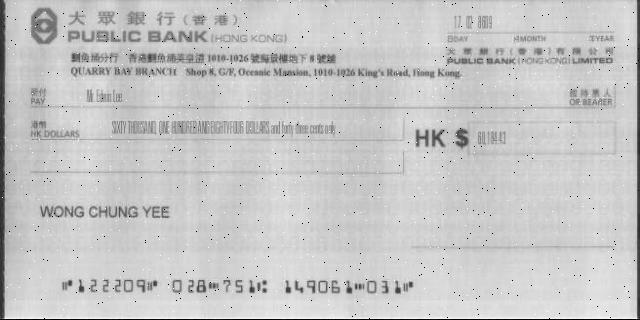 大眾銀行(香港)
PUBLIC BANK (HONG KONG)
17 02
日DAY 月MONTH 年YEAR
大眾銀行(香港)有限公司
PUBLIC BANK (HONG KONG) LIMITED
鰂魚涌分行 香港鰂魚涌英皇道 1010-1026 號海景樓地下 8 號舖
QUARRY BAY BRANCH Shop 8, G/F, Oceanic Mansion, 1010-1026 King's Road, Hong Kong.
祈付
PAY
Mr. Edwin Lee
或持票人
OR BEARER
港幣
HK DOLLARS
SIXTY THOUSAND, ONE HUNDRED AND EIGHTY FOUR DOLLARS and forty three cents only
HK $
60,184.43
WONG CHUNG YEE
⑈122209⑈ 028⑉751⑆ 149061⑉031⑈